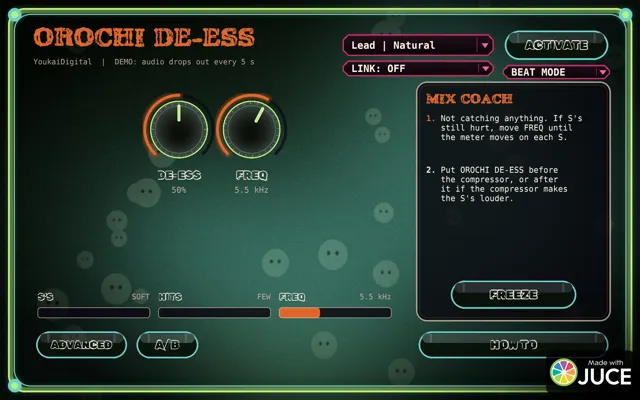 OROCHI DE-ESS
YoukaiDigital | DEMO: audio drops out every 5 s
Lead | Natural
ACTIVATE
LINK: OFF
BEAT MODE
DE-ESS
50%
FREQ
5.5 kHz
MIX COACH
1. Not catching anything. If S's
still hurt, move FREQ until
the meter moves on each S.
2. Put OROCHI DE-ESS before
the compressor, or after
it if the compressor makes
the S's louder.
FREEZE
S'S
SOFT
HITS
FEW
FREQ
5.5 kHz
ADVANCED
A/B
HOW TO
Made with
JUCE